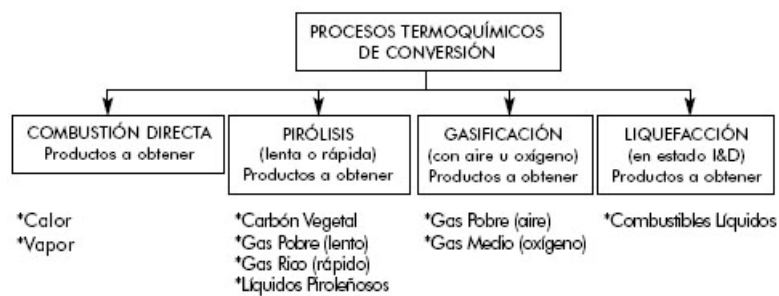 PROCESOS TERMOQUÍMICOS
DE CONVERSIÓN
COMBUSTIÓN DIRECTA
Productos a obtener
*Calor
*Vapor
PIRÓLISIS
(lenta o rápida)
Productos a obtener
*Carbón Vegetal
*Gas Pobre (lento)
*Gas Rico (rápido)
*Líquidos Piroleñosos
GASIFICACIÓN
(con aire u oxígeno)
Productos a obtener
*Gas Pobre (aire)
*Gas Medio (oxígeno)
LIQUEFACCIÓN
(en estado I&D)
Productos a obtener
*Combustibles Líquidos